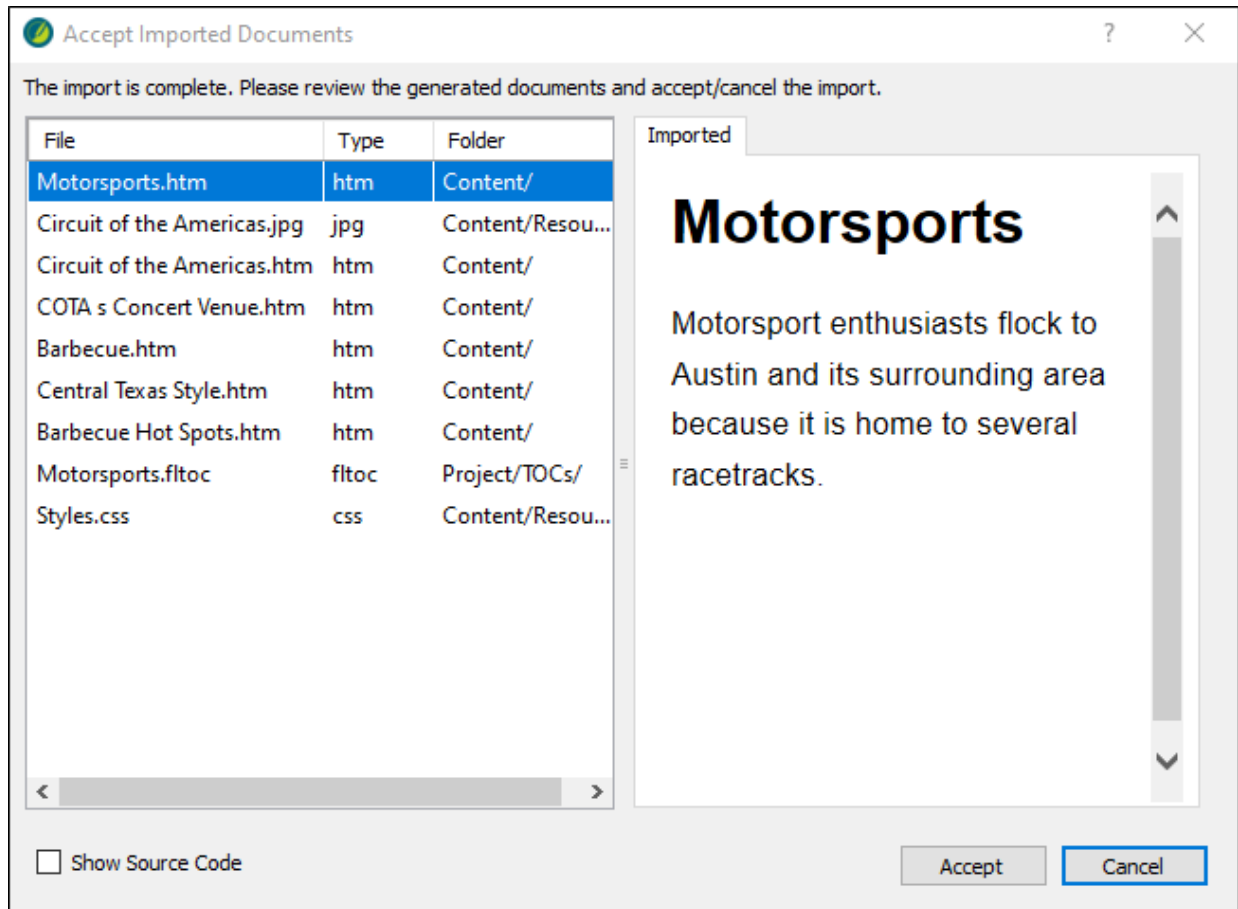 Accept Imported Documents
?
The import is complete. Please review the generated documents and accept/cancel the import.
File Type Folder
Motorsports.htm htm Content/
Circuit of the Americas.jpg jpg Content/Resou...
Circuit of the Americas.htm htm Content/
COTA s Concert Venue.htm htm Content/
Barbecue.htm htm Content/
Central Texas Style.htm htm Content/
Barbecue Hot Spots.htm htm Content/
Motorsports.fltoc fltoc Project/TOCs/
Styles.css css Content/Resou...
Imported
Motorsports
Motorsport enthusiasts flock to
Austin and its surrounding area
because it is home to several
racetracks.
Show Source Code
Accept Cancel